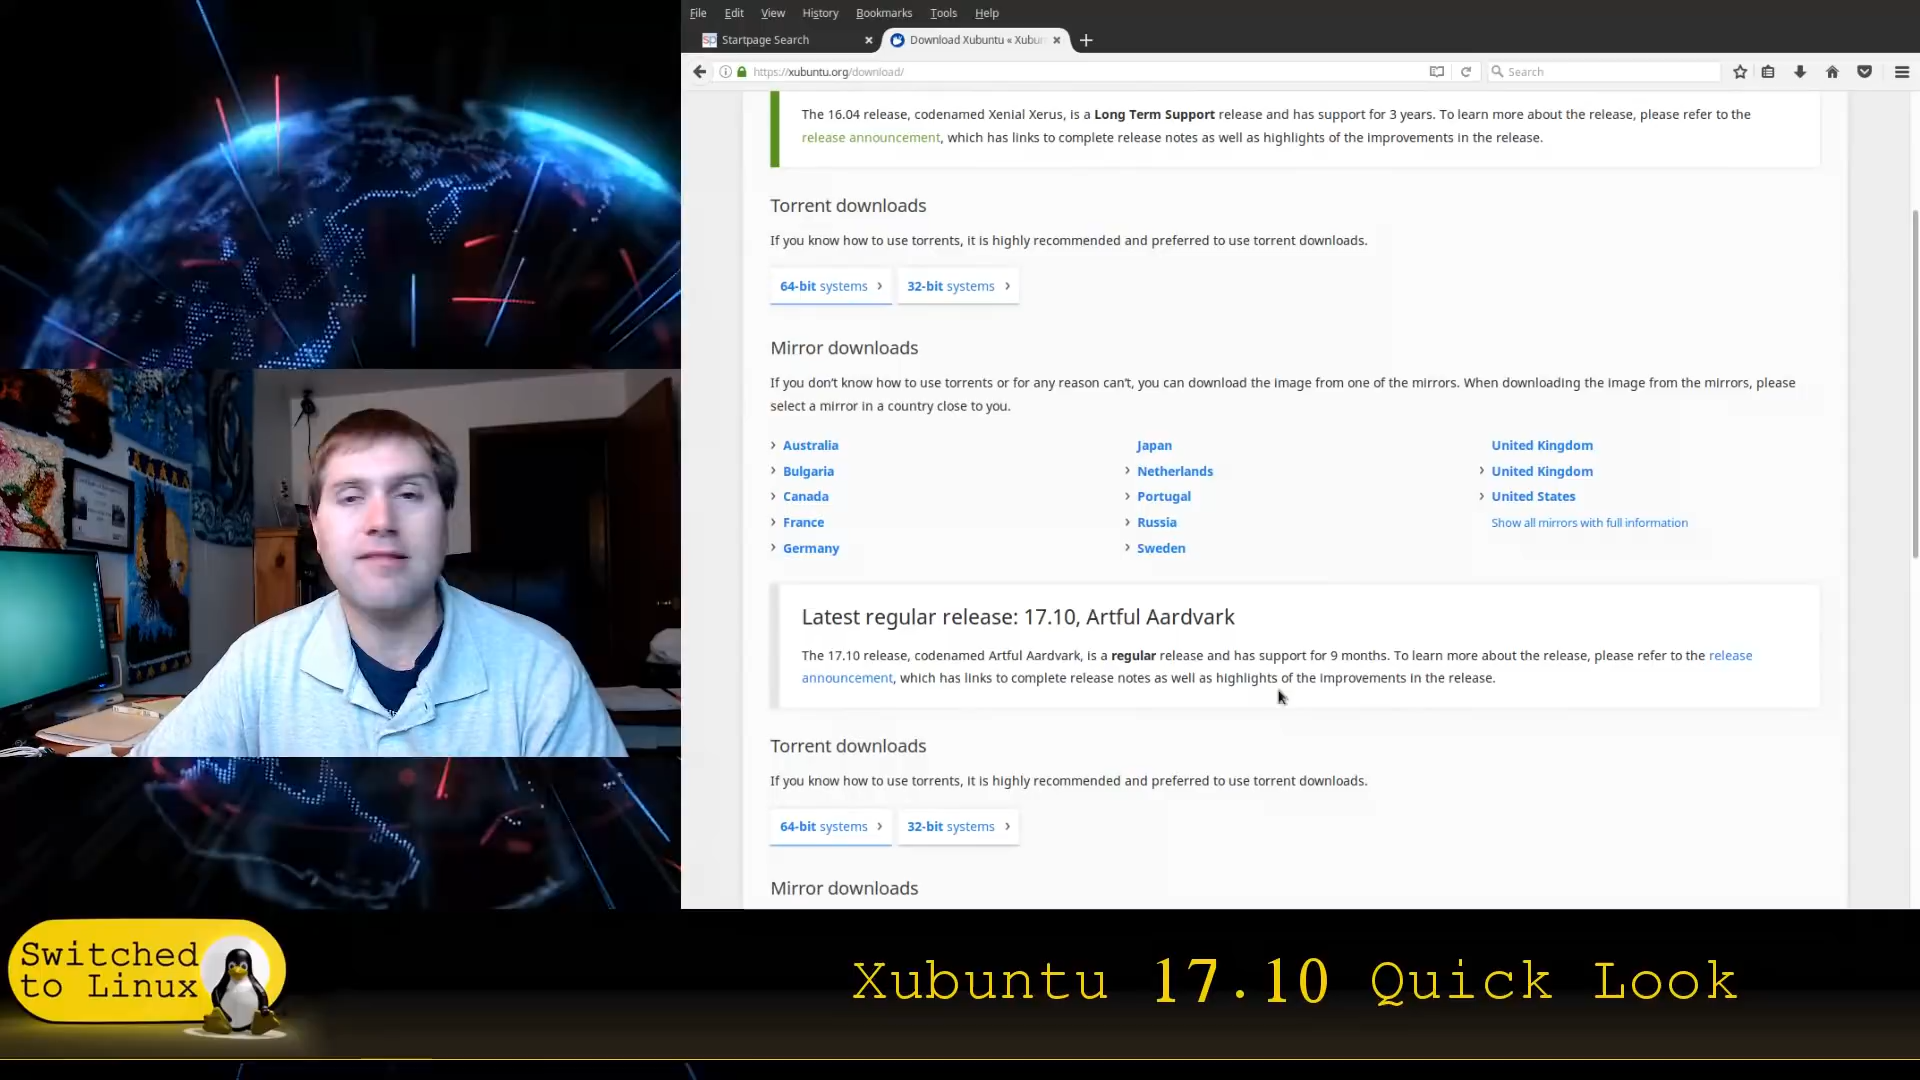 File Edit View History Bookmarks Tools Help
Startpage Search
Download Xubuntu « Xubun
https://xubuntu.org/download/
Search
The 16.04 release, codenamed Xenial Xerus, is a Long Term Support release and has support for 3 years. To learn more about the release, please refer to the
release announcement, which has links to complete release notes as well as highlights of the improvements in the release.
Torrent downloads
If you know how to use torrents, it is highly recommended and preferred to use torrent downloads.
64-bit systems 32-bit systems
Mirror downloads
If you don't know how to use torrents or for any reason can't, you can download the image from one of the mirrors. When downloading the image from the mirrors, please
select a mirror in a country close to you.
Australia
Bulgaria
Canada
France
Germany
Japan
Netherlands
Portugal
Russia
Sweden
United Kingdom
United Kingdom
United States
Show all mirrors with full information
Latest regular release: 17.10, Artful Aardvark
The 17.10 release, codenamed Artful Aardvark, is a regular release and has support for 9 months. To learn more about the release, please refer to the release
announcement, which has links to complete release notes as well as highlights of the improvements in the release.
Torrent downloads
If you know how to use torrents, it is highly recommended and preferred to use torrent downloads.
64-bit systems 32-bit systems
Mirror downloads
Switched
to Linux
Xubuntu 17.10 Quick Look